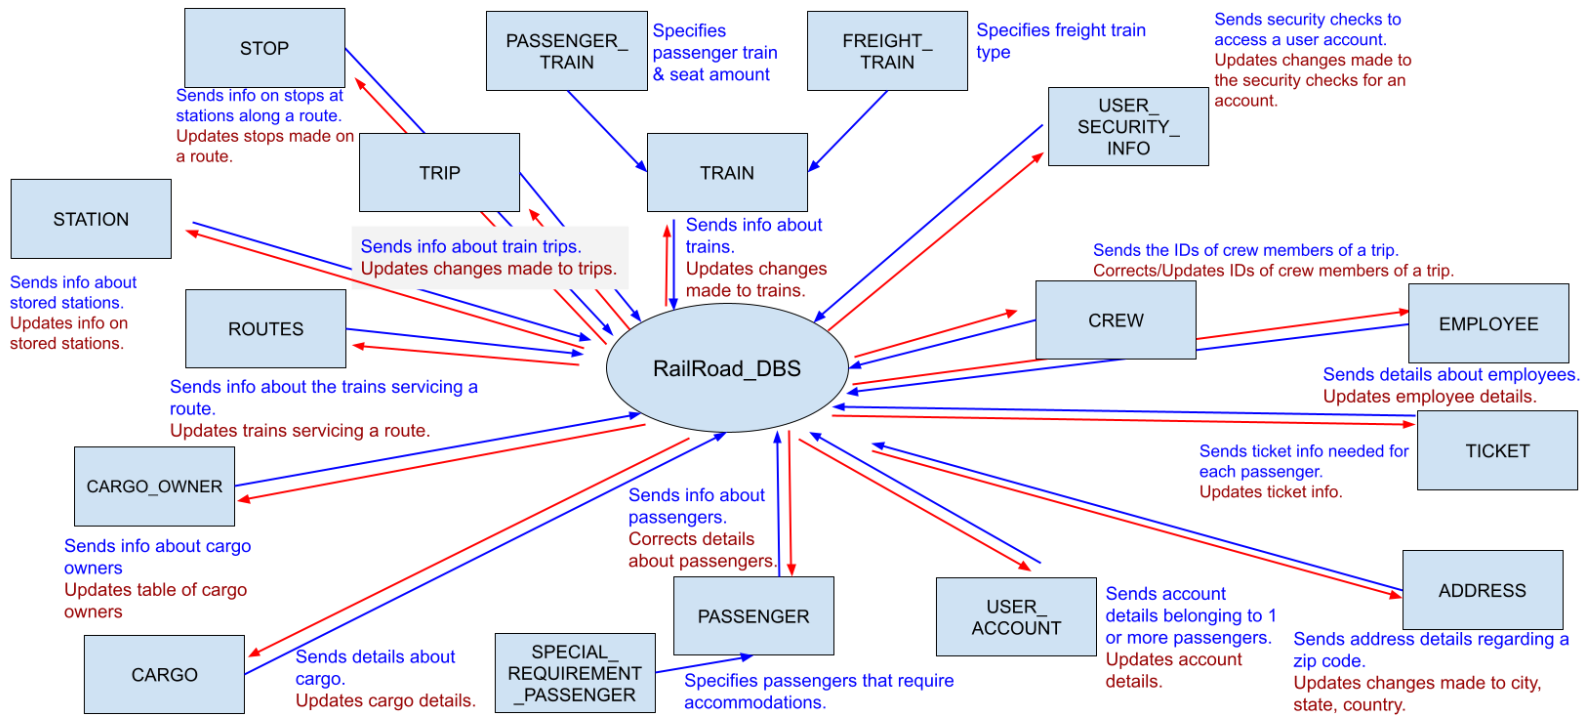 STOP
Sends info on stops at
stations along a route.
Updates stops made on
a route.
PASSENGER_
TRAIN
Specifies
passenger train
& seat amount
FREIGHT_
TRAIN
Specifies freight train
type
Sends security checks to
access a user account.
Updates changes made to
the security checks for an
account.
USER_
SECURITY_
INFO
TRIP
Sends info about train trips.
Updates changes made to trips.
TRAIN
Sends info about
trains.
Updates changes
made to trains.
STATION
Sends info about
stored stations.
Updates info on
stored stations.
ROUTES
Sends info about the trains servicing a
route.
Updates trains servicing a route.
RailRoad_DBS
Sends the IDs of crew members of a trip.
Corrects/Updates IDs of crew members of a trip.
CREW
EMPLOYEE
Sends details about employees.
Updates employee details.
TICKET
Sends ticket info needed for
each passenger.
Updates ticket info.
CARGO_OWNER
Sends info about cargo
owners
Updates table of cargo
owners
CARGO
Sends details about
cargo.
Updates cargo details.
Sends info about
passengers.
Corrects details
about passengers.
PASSENGER
SPECIAL_
REQUIREMENT
_PASSENGER
Specifies passengers that require
accommodations.
USER_
ACCOUNT
Sends account
details belonging to 1
or more passengers.
Updates account
details.
ADDRESS
Sends address details regarding a
zip code.
Updates changes made to city,
state, country.